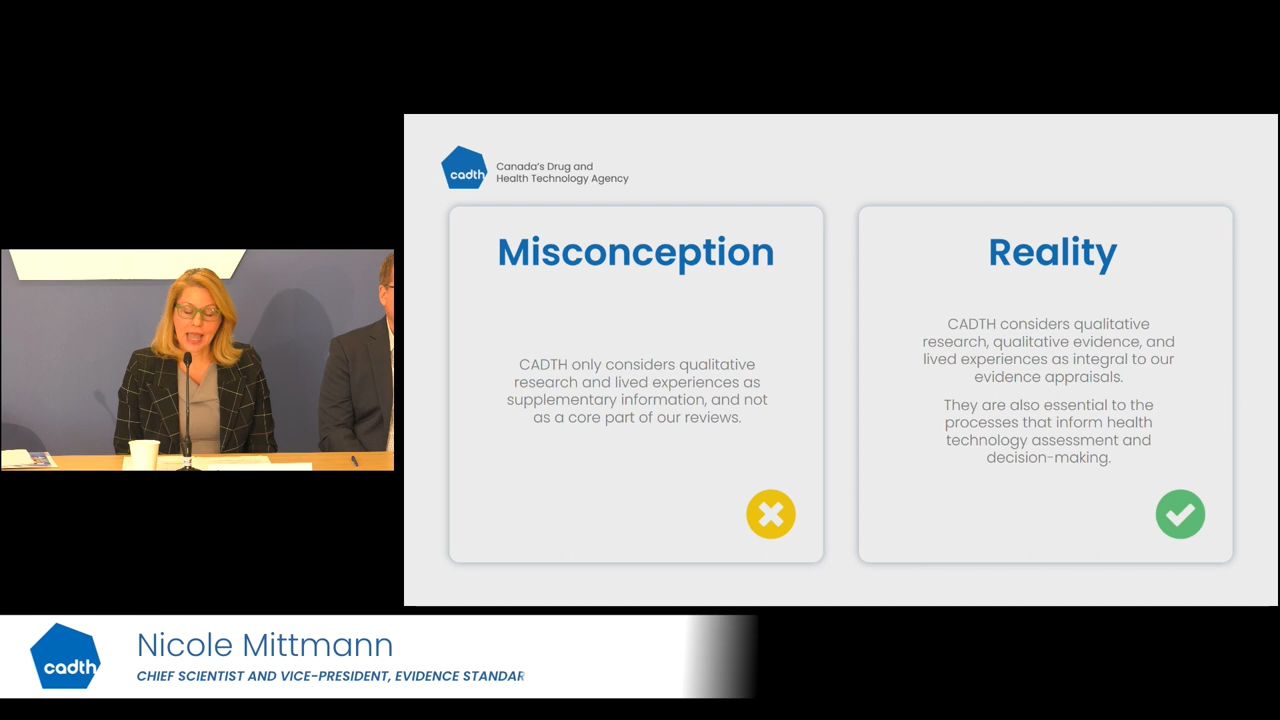 cadth
Canada's Drug and
Health Technology Agency
Misconception
CADTH only considers qualitative
research and lived experiences as
supplementary information, and not
as a core part of our reviews.
Reality
CADTH considers qualitative
research, qualitative evidence, and
lived experiences as integral to our
evidence appraisals.
They are also essential to the
processes that inform health
technology assessment and
decision-making.
cadth
Nicole Mittmann
CHIEF SCIENTIST AND VICE-PRESIDENT, EVIDENCE STANDAR